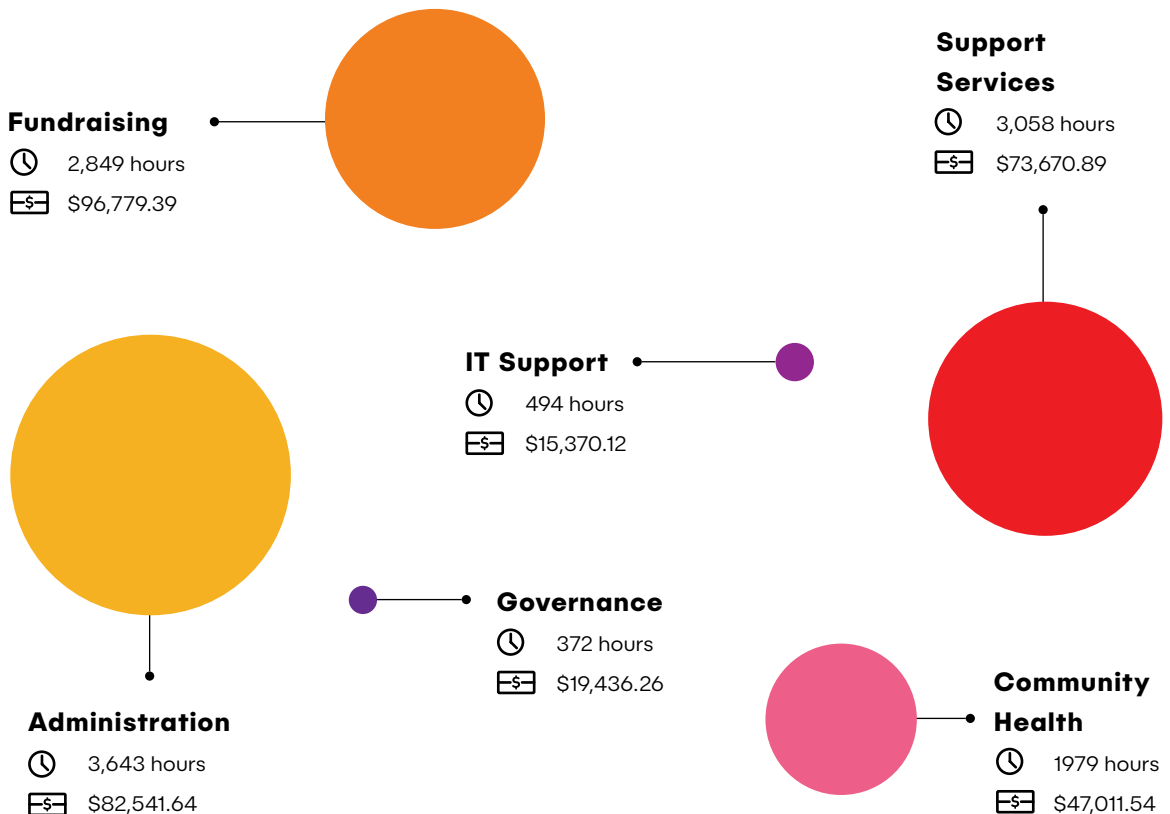 Fundraising
2,849 hours
$96,779.39
Support
Services
3,058 hours
$73,670.89
IT Support
494 hours
$15,370.12
Governance
372 hours
$19,436.26
Administration
3,643 hours
$82,541.64
Community
Health
1979 hours
$47,011.54